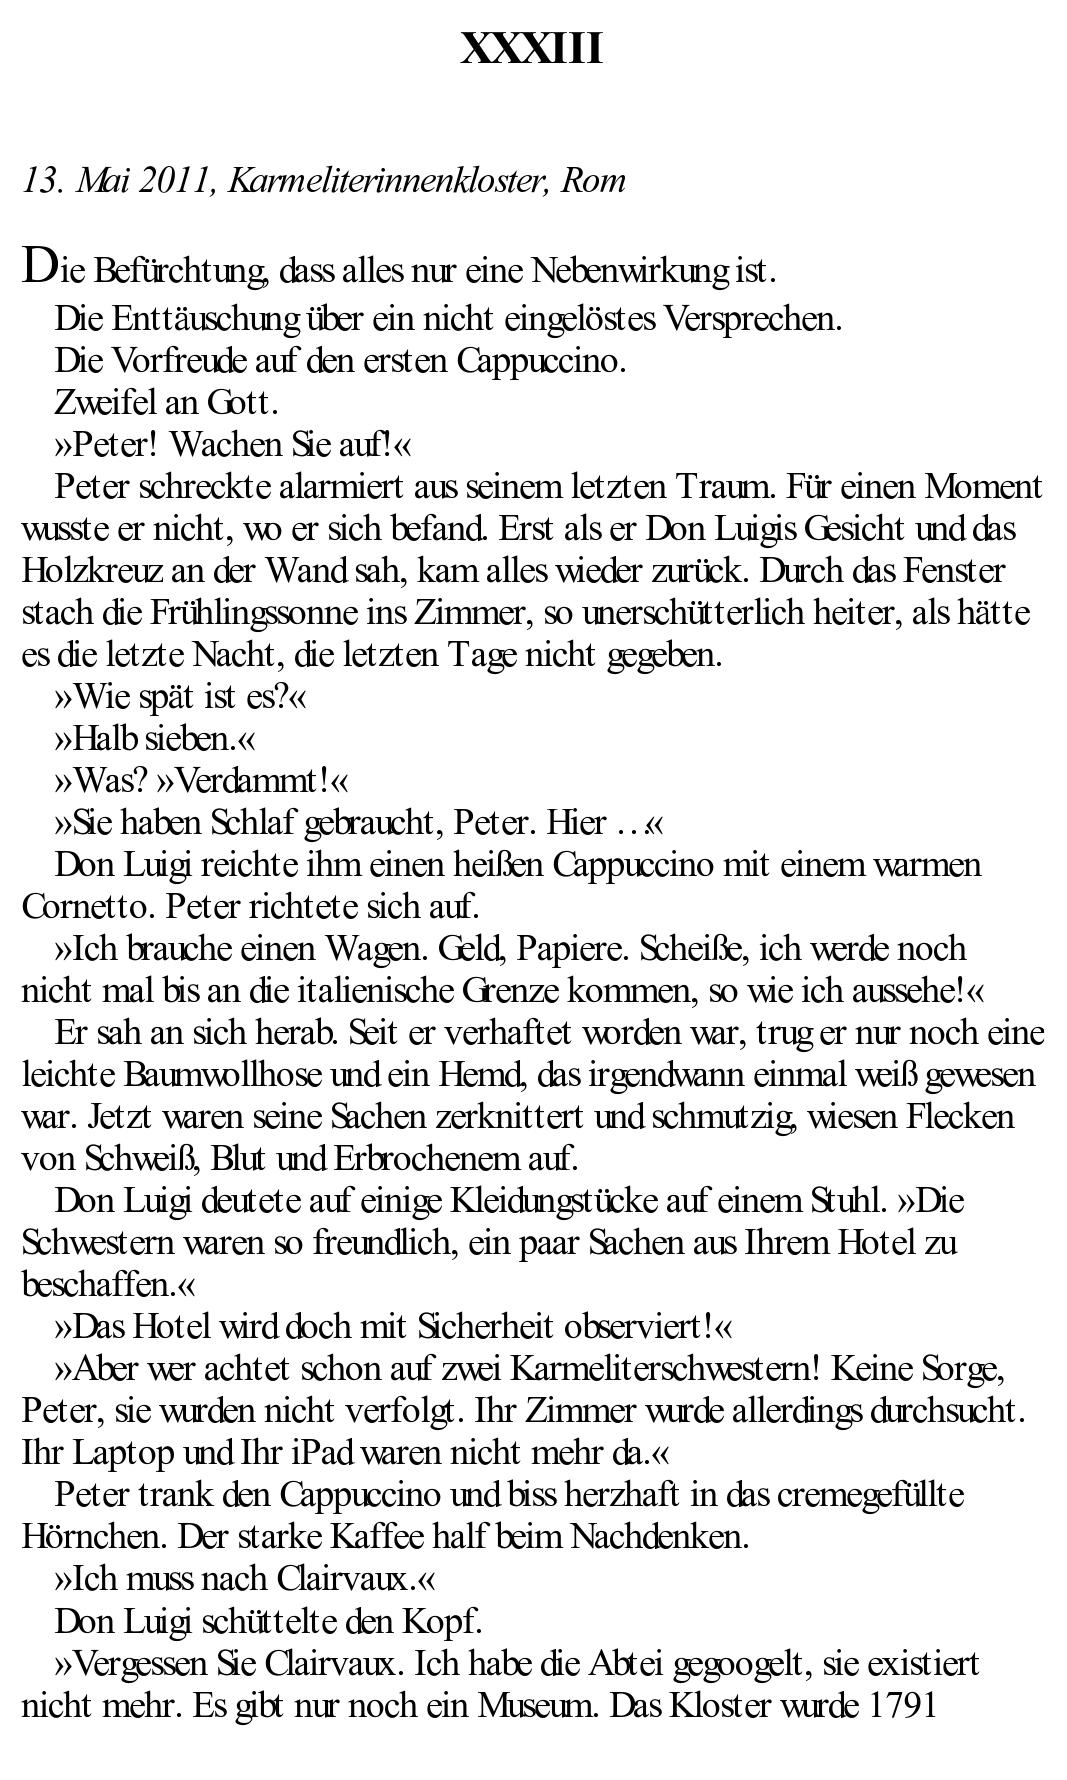 XXXIII
13. Mai 2011, Karmeliterinnenkloster, Rom
Die Befürchtung, dass alles nur eine Nebenwirkung ist.
Die Enttäuschung über ein nicht eingelöstes Versprechen.
Die Vorfreude auf den ersten Cappuccino.
Zweifel an Gott.
»Peter! Wachen Sie auf!«
Peter schreckte alarmiert aus seinem letzten Traum. Für einen Moment
wusste er nicht, wo er sich befand. Erst als er Don Luigis Gesicht und das
Holzkreuz an der Wand sah, kam alles wieder zurück. Durch das Fenster
stach die Frühlingssonne ins Zimmer, so unerschütterlich heiter, als hätte
es die letzte Nacht, die letzten Tage nicht gegeben.
»Wie spät ist es?«
»Halb sieben.«
»Was? »Verdammt!«
»Sie haben Schlaf gebraucht, Peter. Hier …«
Don Luigi reichte ihm einen heißen Cappuccino mit einem warmen
Cornetto. Peter richtete sich auf.
»Ich brauche einen Wagen. Geld, Papiere. Scheiße, ich werde noch
nicht mal bis an die italienische Grenze kommen, so wie ich aussehe!«
Er sah an sich herab. Seit er verhaftet worden war, trug er nur noch eine
leichte Baumwollhose und ein Hemd, das irgendwann einmal weiß gewesen
war. Jetzt waren seine Sachen zerknittert und schmutzig, wiesen Flecken
von Schweiß, Blut und Erbrochenem auf.
Don Luigi deutete auf einige Kleidungstücke auf einem Stuhl. »Die
Schwestern waren so freundlich, ein paar Sachen aus Ihrem Hotel zu
beschaffen.«
»Das Hotel wird doch mit Sicherheit observiert!«
»Aber wer achtet schon auf zwei Karmeliterschwestern! Keine Sorge,
Peter, sie wurden nicht verfolgt. Ihr Zimmer wurde allerdings durchsucht.
Ihr Laptop und Ihr iPad waren nicht mehr da.«
Peter trank den Cappuccino und biss herzhaft in das cremegefüllte
Hörnchen. Der starke Kaffee half beim Nachdenken.
»Ich muss nach Clairvaux.«
Don Luigi schüttelte den Kopf.
»Vergessen Sie Clairvaux. Ich habe die Abtei gegoogelt, sie existiert
nicht mehr. Es gibt nur noch ein Museum. Das Kloster wurde 1791